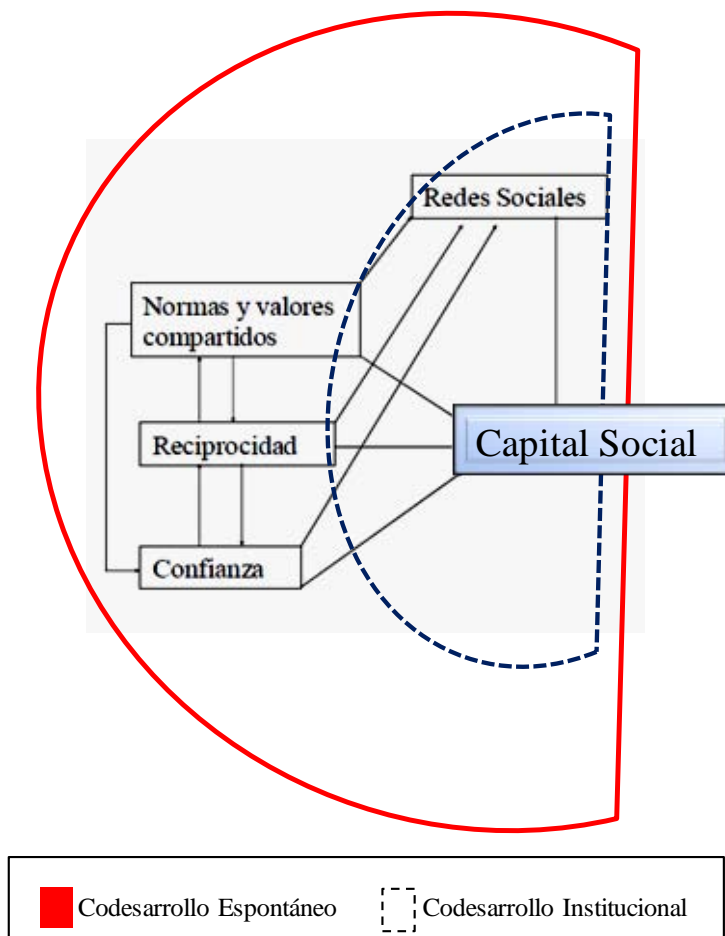 Redes Sociales
Normas y valores
compartidos
Reciprocidad
Capital Social
Confianza
Codesarrollo Espontáneo
Codesarrollo Institucional